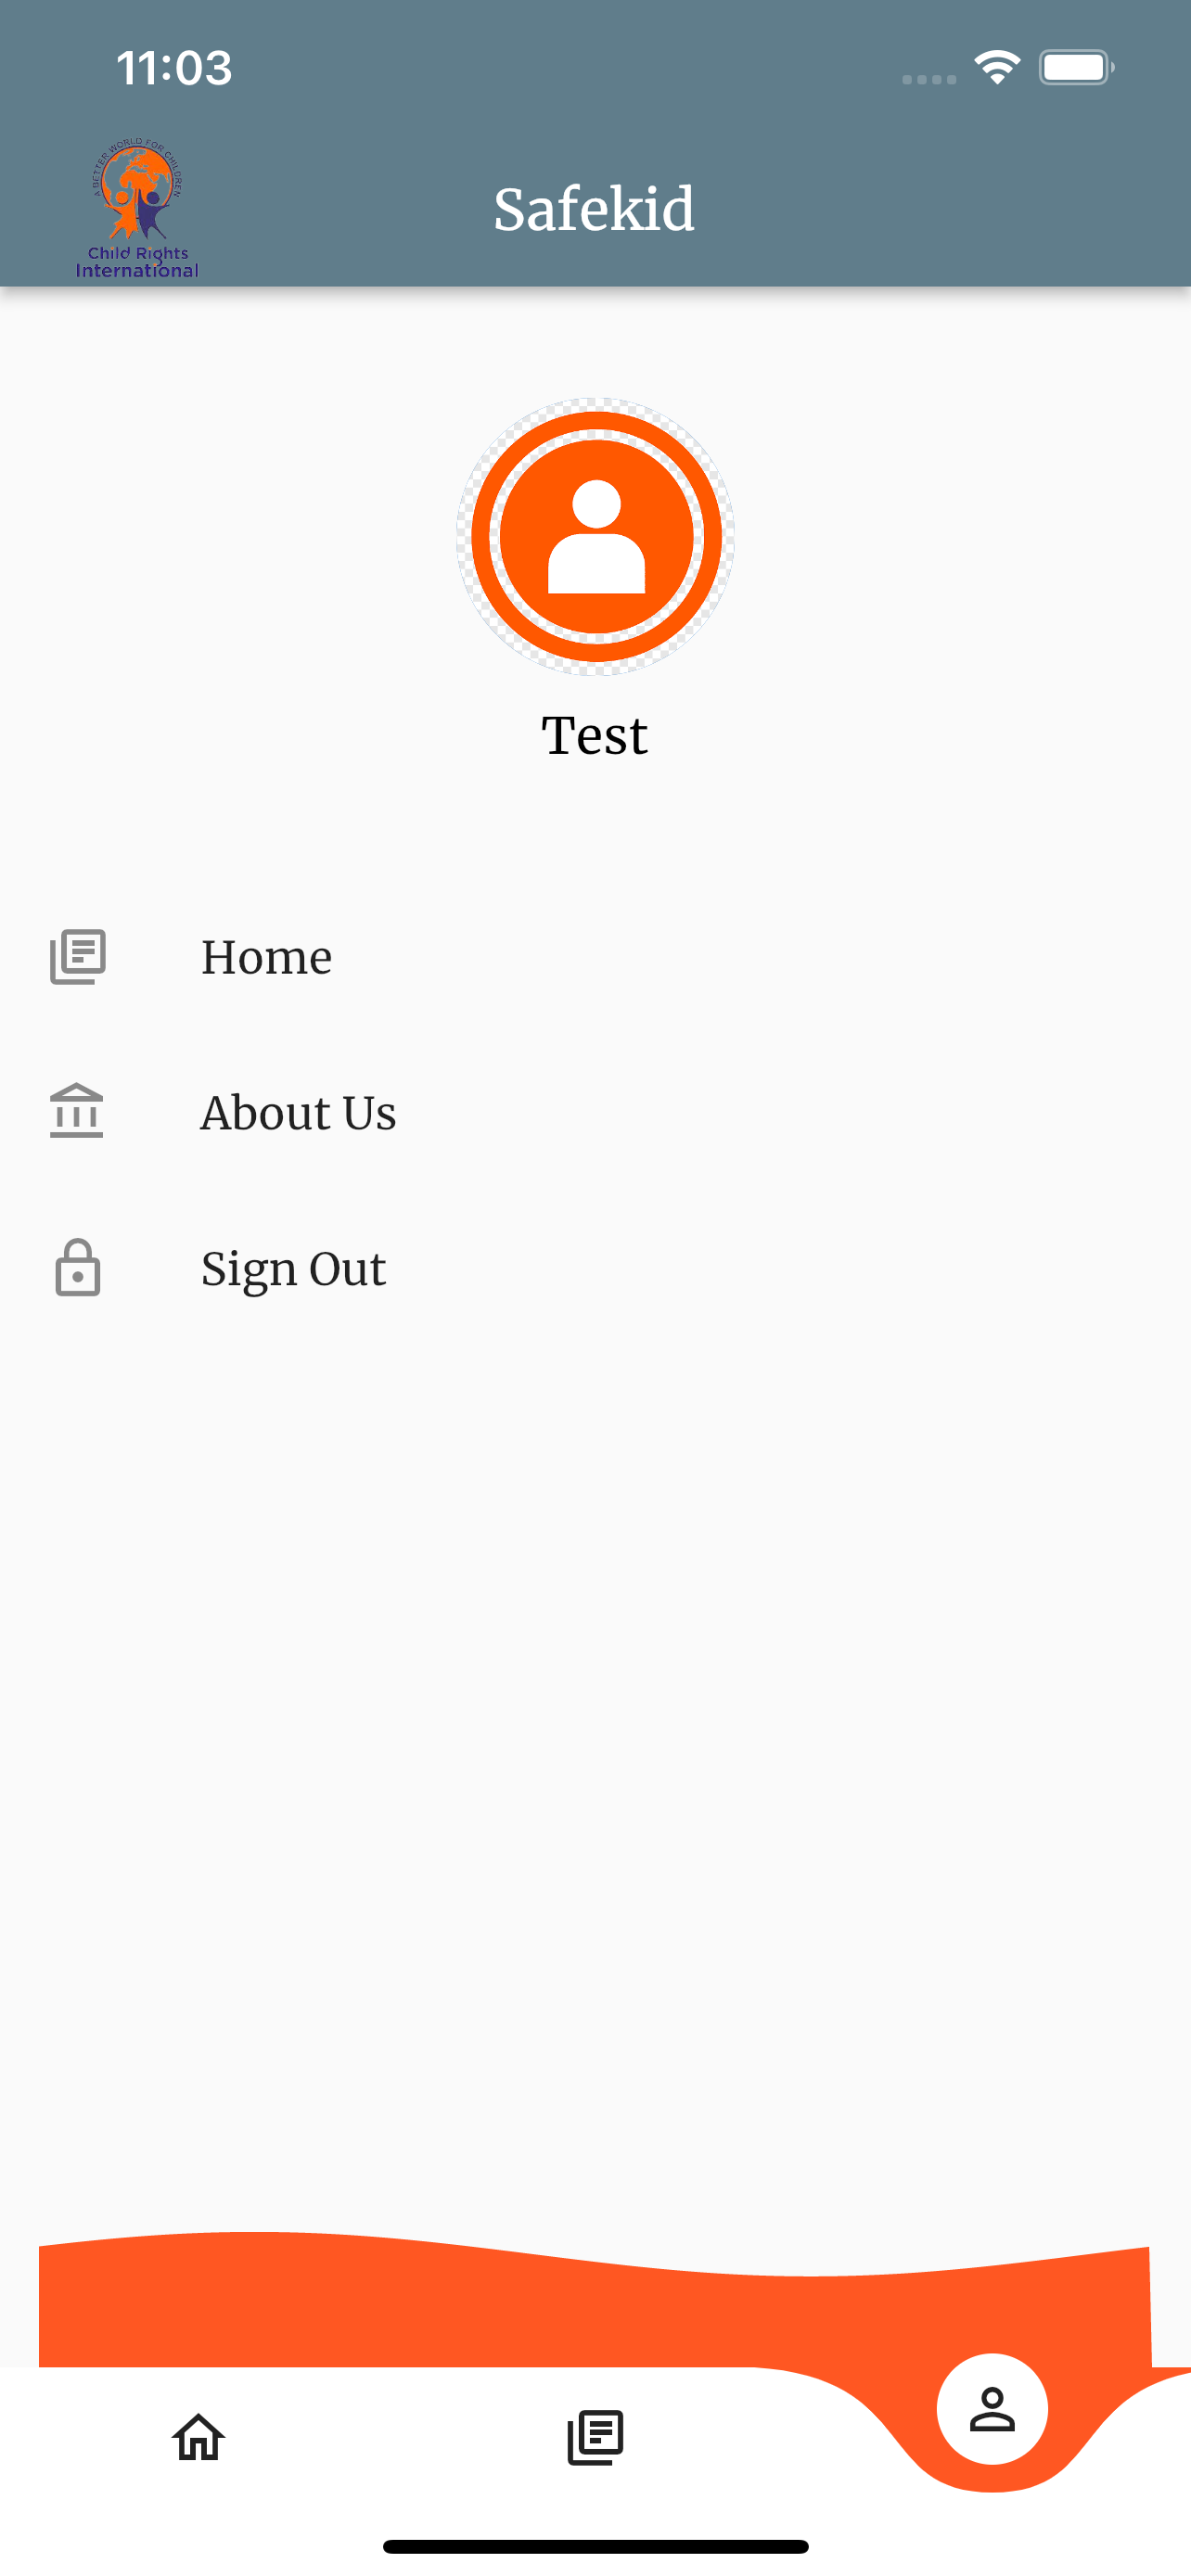 11:03
A BETTER WORLD FOR CHILDREN
Child Rights
International
Safekid
Test
Home
About Us
Sign Out